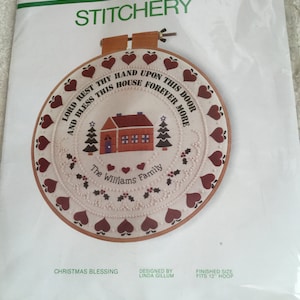 STITCHERY
LORD REST THY HAND UPON THIS DOOR
AND BLESS THIS HOUSE FOREVER MORE
The Williams Family
CHRISTMAS BLESSING
DESIGNED BY
LINDA GILLUM
FINISHED SIZE
FITS 12" HOOP